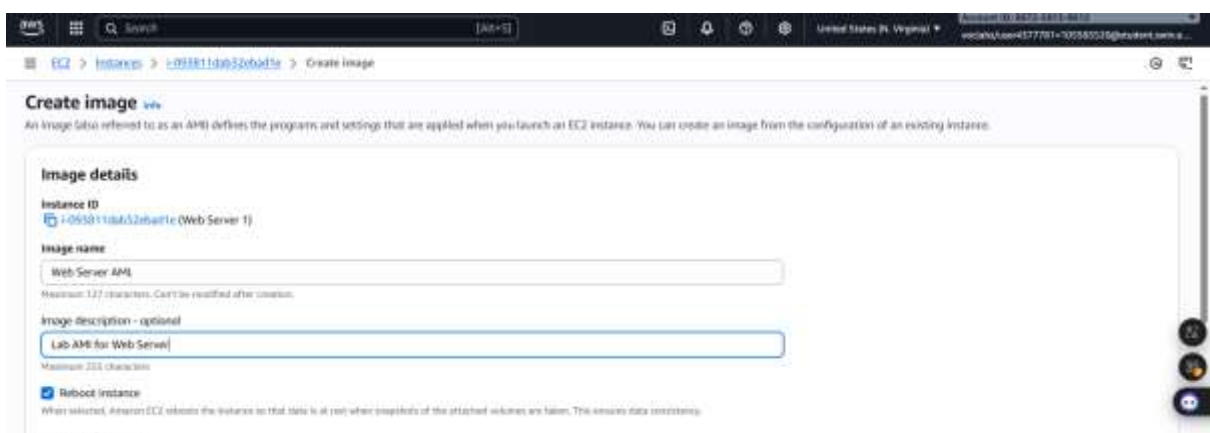 aws Search [Alt+S] United States (N. Virginia)
EC2 > Instances > > Create image
Create image Info
An image (also referred to as an AMI) defines the programs and settings that are applied when you launch an EC2 instance. You can create an image from the configuration of an existing instance.
Image details
Instance ID
(Web Server 1)
Image name
Web Server AMI
Maximum 127 characters. Can't be modified after creation.
Image description - optional
Lab AMI for Web Server
Maximum 255 characters
Reboot instance
When selected, Amazon EC2 reboots the instance so that data is at rest when snapshots of the attached volumes are taken. This ensures data consistency.